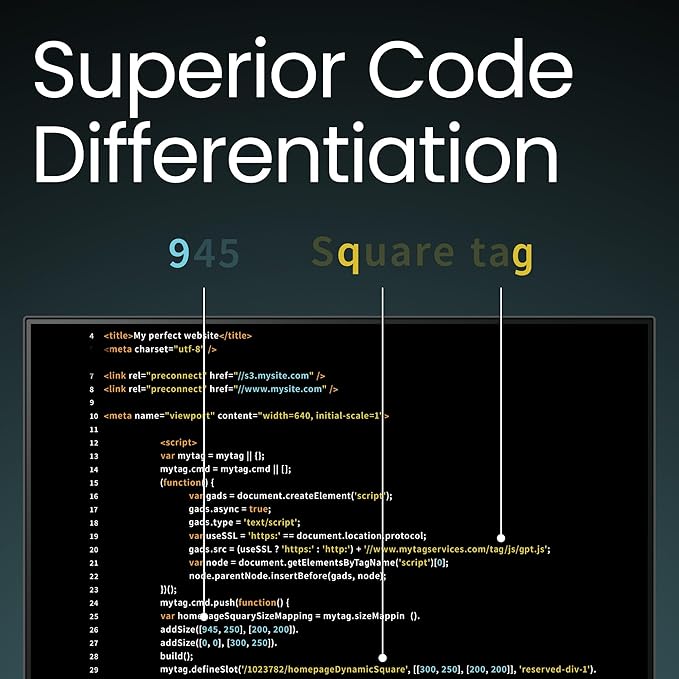 Superior Code
Differentiation
945 Square tag
4 <title>My perfect website</title>
<meta charset="utf-8" />
7 <link rel="preconnect" href="//s3.mysite.com" />
8 <link rel="preconnect" href="//www.mysite.com" />
9
10 <meta name="viewport" content="width=640, initial-scale=1">
11
12 <script>
13 var mytag = mytag || {};
14 mytag.cmd = mytag.cmd || [];
15 (function() {
16 var gads = document.createElement('script');
17 gads.async = true;
18 gads.type = 'text/script';
19 var useSSL = 'https:' == document.location.protocol;
20 gads.src = (useSSL ? 'https:' : 'http:') + '//www.mytagservices.com/tag/js/gpt.js';
21 var node = document.getElementsByTagName('script')[0];
22 node.parentNode.insertBefore(gads, node);
23 })();
24 mytag.cmd.push(function() {
25 var homepageSquarySizeMapping = mytag.sizeMappin ().
26 addSize([945, 250], [200, 200]).
27 addSize([0, 0], [300, 250]).
28 build();
29 mytag.defineSlot('/1023782/homepageDynamicSquare', [[300, 250], [200, 200]], 'reserved-div-1').